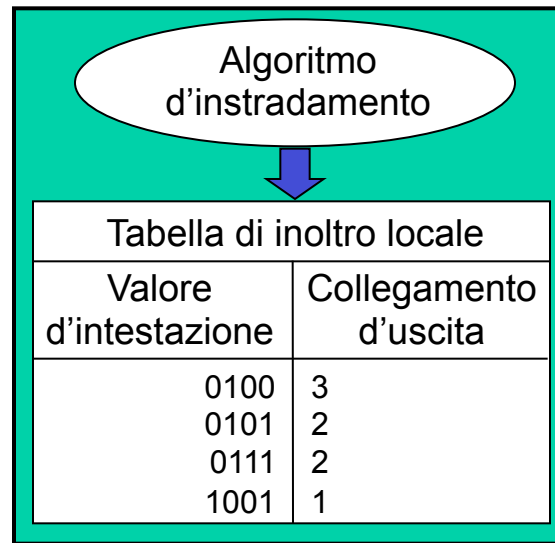 Algoritmo
d’instradamento
Tabella di inoltro locale
Valore
d’intestazione
Collegamento
d’uscita
0100 3
0101 2
0111 2
1001 1